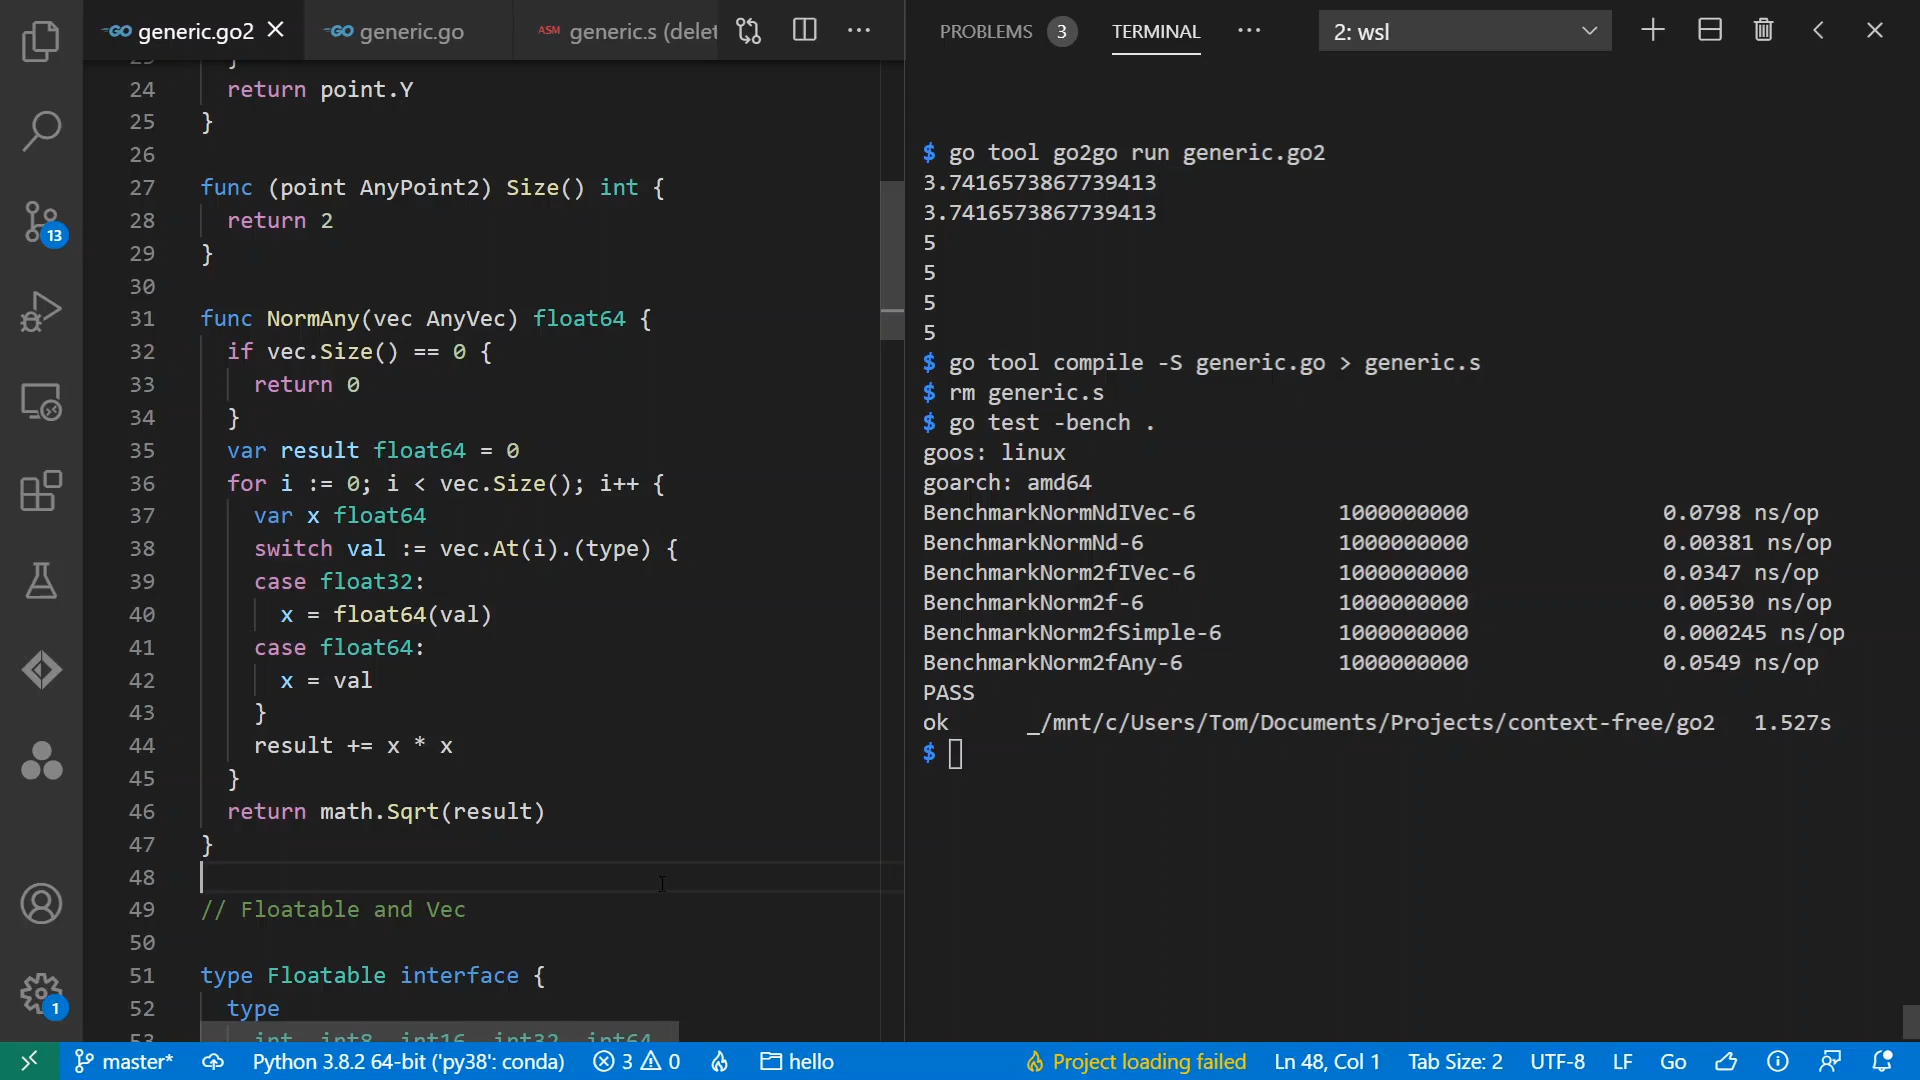 generic.go2
generic.go
ASM generic.s (delet
23 }
24 return point.Y
25 }
26
27 func (point AnyPoint2) Size() int {
28 return 2
29 }
30
31 func NormAny(vec AnyVec) float64 {
32 if vec.Size() == 0 {
33 return 0
34 }
35 var result float64 = 0
36 for i := 0; i < vec.Size(); i++ {
37 var x float64
38 switch val := vec.At(i).(type) {
39 case float32:
40 x = float64(val)
41 case float64:
42 x = val
43 }
44 result += x * x
45 }
46 return math.Sqrt(result)
47 }
48
49 // Floatable and Vec
50
51 type Floatable interface {
52 type
53 int, int8, int16, int32, int64,
13
1
PROBLEMS 3 TERMINAL 2: wsl
$ go tool go2go run generic.go2
3.7416573867739413
3.7416573867739413
5
5
5
5
$ go tool compile -S generic.go > generic.s
$ rm generic.s
$ go test -bench .
goos: linux
goarch: amd64
BenchmarkNormNdIVec-6 1000000000 0.0798 ns/op
BenchmarkNormNd-6 1000000000 0.00381 ns/op
BenchmarkNorm2fIVec-6 1000000000 0.0347 ns/op
BenchmarkNorm2f-6 1000000000 0.00530 ns/op
BenchmarkNorm2fSimple-6 1000000000 0.000245 ns/op
BenchmarkNorm2fAny-6 1000000000 0.0549 ns/op
PASS
ok _/mnt/c/Users/Tom/Documents/Projects/context-free/go2 1.527s
$
master* Python 3.8.2 64-bit ('py38': conda) 3 0 hello Project loading failed Ln 48, Col 1 Tab Size: 2 UTF-8 LF Go